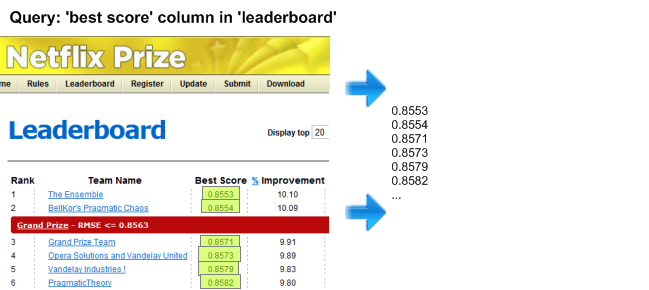 Query: 'best score' column in 'leaderboard'
Netflix Prize
me Rules Leaderboard Register Update Submit Download
Leaderboard
Display top 20
Rank Team Name Best Score % Improvement
1 The Ensemble 0.8553 10.10
2 BellKor's Pragmatic Chaos 0.8554 10.09
Grand Prize - RMSE <= 0.8563
3 Grand Prize Team 0.8571 9.91
4 Opera Solutions and Vandelay United 0.8573 9.89
5 Vandelay Industries ! 0.8579 9.83
6 PragmaticTheory 0.8582 9.80
0.8553
0.8554
0.8571
0.8573
0.8579
0.8582
...